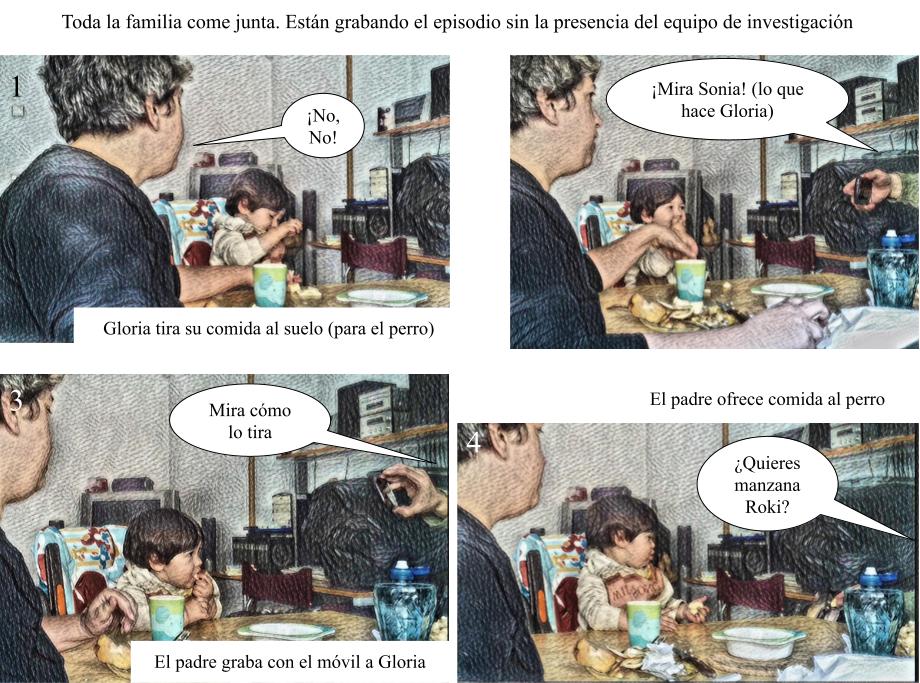 Toda la familia come junta. Están grabando el episodio sin la presencia del equipo de investigación
1
¡No,
No!
Gloria tira su comida al suelo (para el perro)
¡Mira Sonia! (lo que
hace Gloria)
3
Mira cómo
lo tira
El padre graba con el móvil a Gloria
El padre ofrece comida al perro
4
¿Quieres
manzana
Roki?